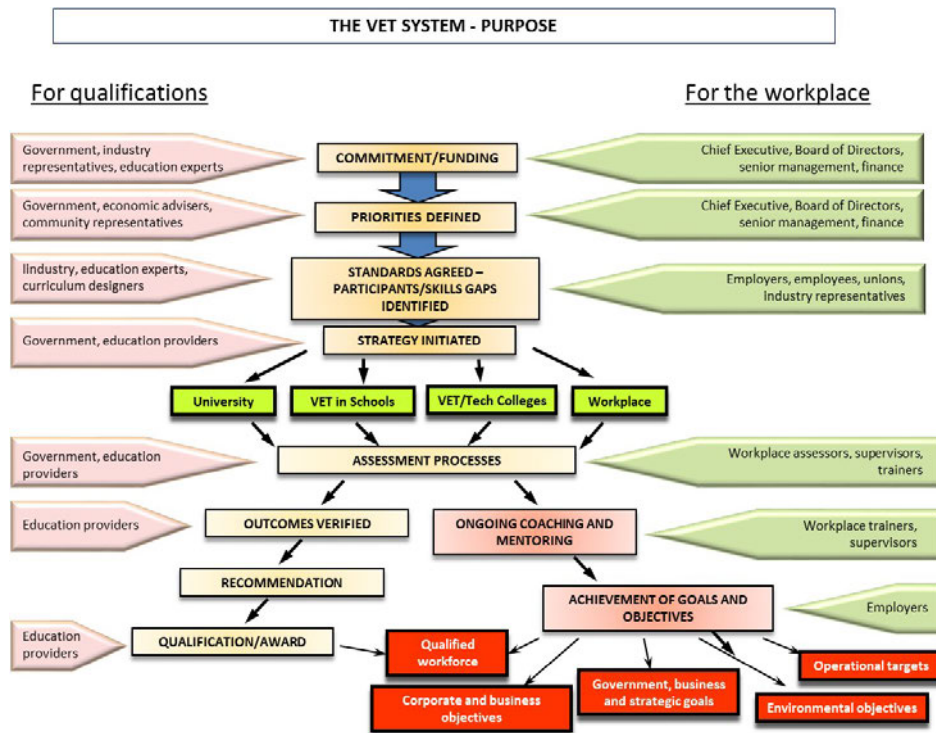 THE VET SYSTEM - PURPOSE
For qualifications
For the workplace
Government, industry
representatives, education experts
COMMITMENT/FUNDING
Chief Executive, Board of Directors,
senior management, finance
Government, economic advisers,
community representatives
PRIORITIES DEFINED
Chief Executive, Board of Directors,
senior management, finance
IIndustry, education experts,
curriculum designers
STANDARDS AGREED –
PARTICIPANTS/SKILLS GAPS
IDENTIFIED
Employers, employees, unions,
Industry representatives
Government, education providers
STRATEGY INITIATED
University
VET in Schools
VET/Tech Colleges
Workplace
Government, education
providers
ASSESSMENT PROCESSES
Workplace assessors, supervisors,
trainers
Education providers
OUTCOMES VERIFIED
ONGOING COACHING AND
MENTORING
Workplace trainers,
supervisors
RECOMMENDATION
ACHIEVEMENT OF GOALS AND
OBJECTIVES
Employers
Education
providers
QUALIFICATION/AWARD
Qualified
workforce
Operational targets
Corporate and business
objectives
Government, business
and strategic goals
Environmental objectives